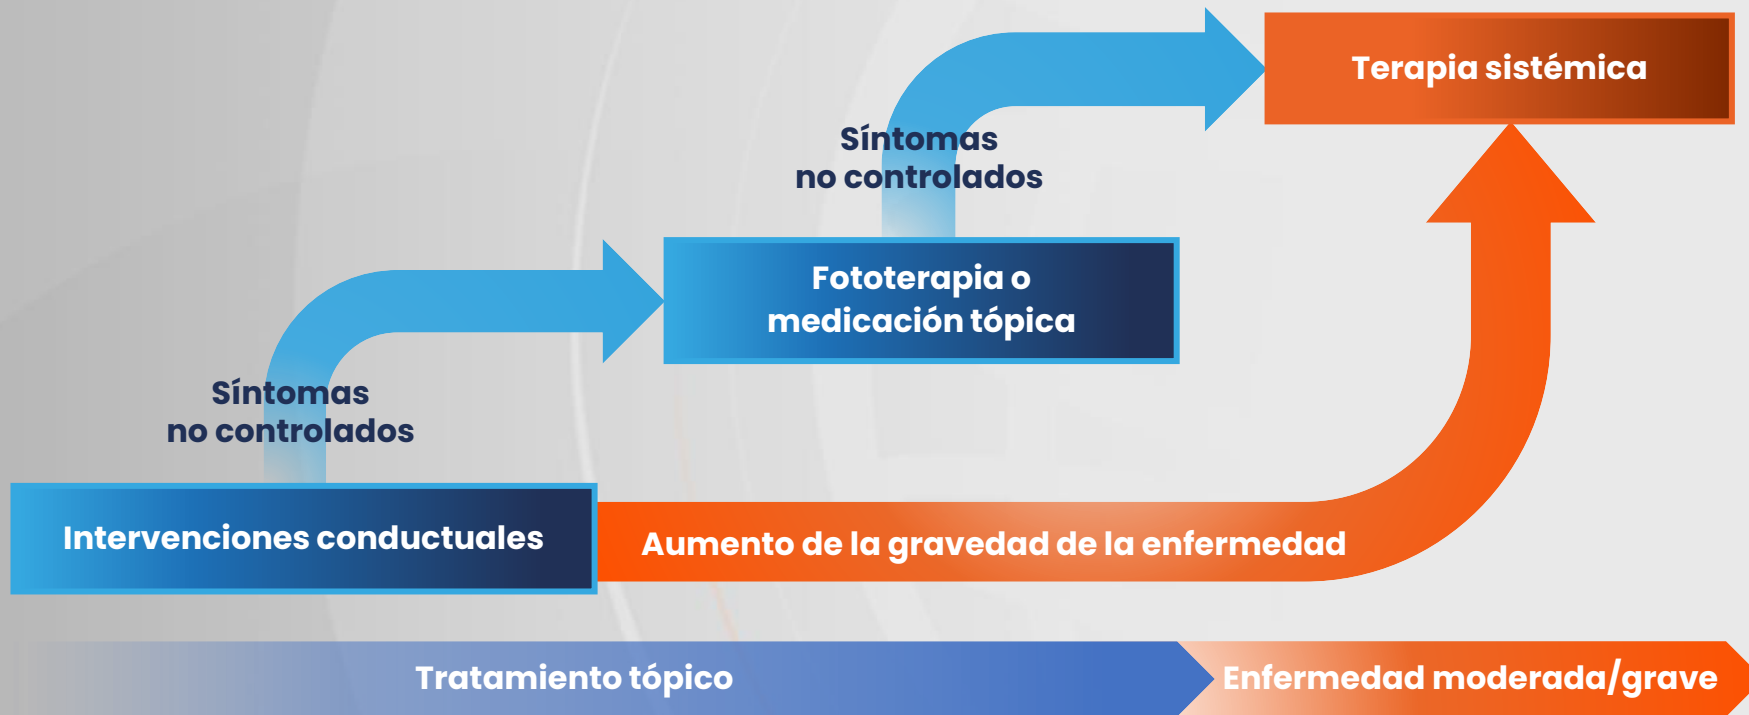 Terapia sistémica
Síntomas
no controlados
Fototerapia o
medicación tópica
Síntomas
no controlados
Intervenciones conductuales
Aumento de la gravedad de la enfermedad
Tratamiento tópico
Enfermedad moderada/grave